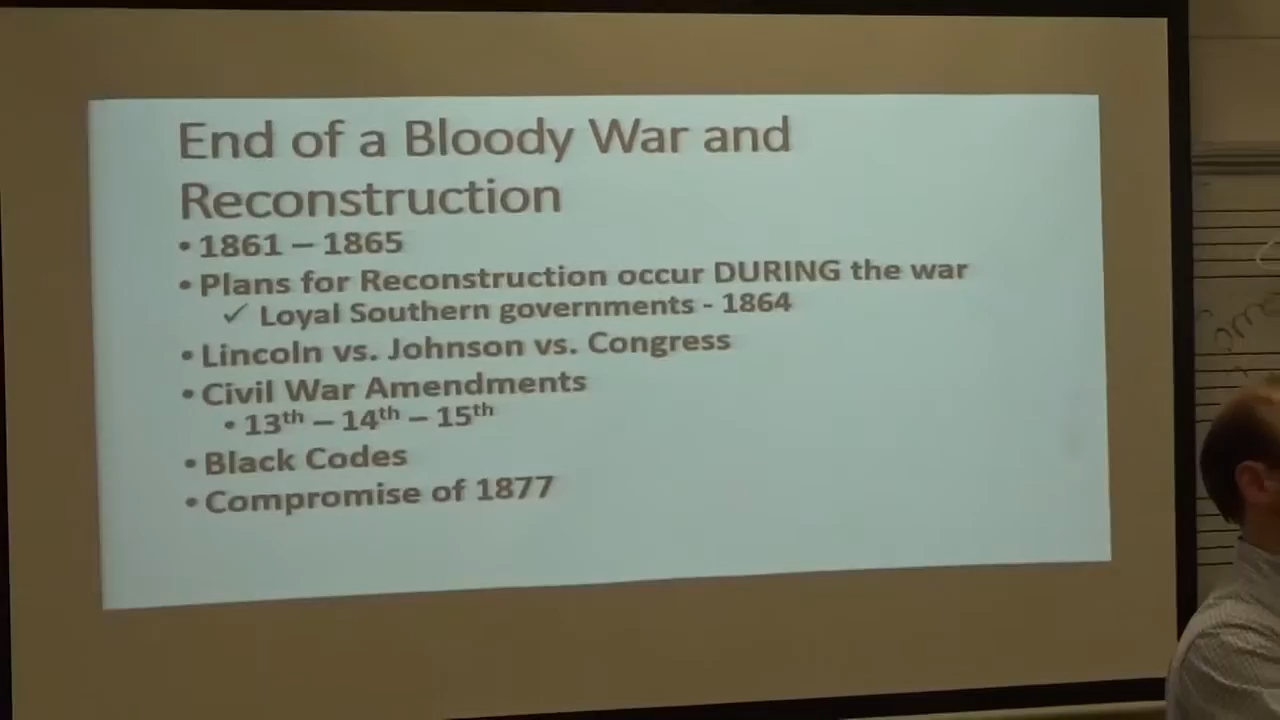 End of a Bloody War and
Reconstruction
• 1861 – 1865
• Plans for Reconstruction occur DURING the war
✓ Loyal Southern governments - 1864
• Lincoln vs. Johnson vs. Congress
• Civil War Amendments
• 13th – 14th – 15th
• Black Codes
• Compromise of 1877